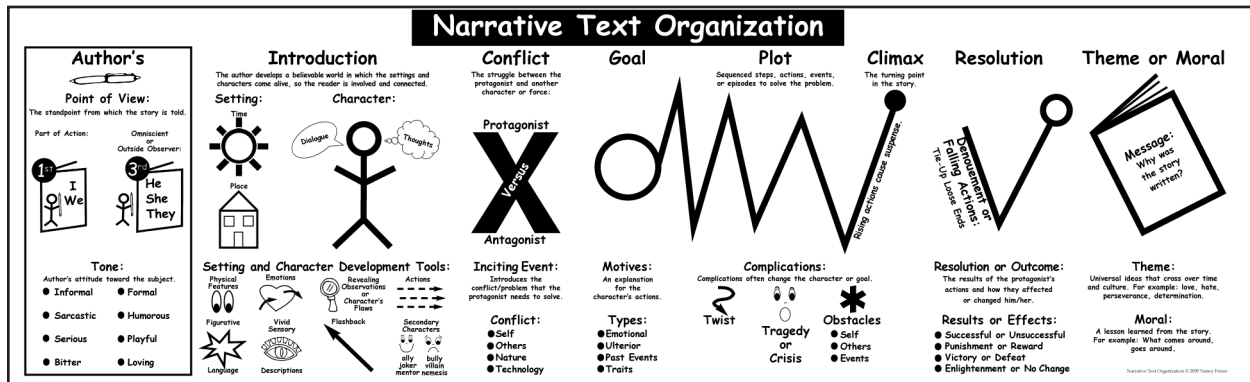 Narrative Text Organization
Author's
Point of View:
The standpoint from which the story is told.
Part of Action:
Omniscient
or
Outside Observer:
1st
I
We
3rd
He
She
They
Tone:
Author's attitude toward the subject.
Informal
Formal
Sarcastic
Humorous
Serious
Playful
Bitter
Loving
Introduction
The author develops a believable world in which the settings and
characters come alive, so the reader is involved and connected.
Setting:
Time
Place
Character:
Dialogue
Thoughts
Setting and Character Development Tools:
Physical
Features
Emotions
Revealing
Observations
or
Character's
Flaws
Actions
Figurative
Language
Vivid
Sensory
Descriptions
Flashback
Secondary
Characters
ally
joker
mentor
bully
villain
nemesis
Conflict
The struggle between the
protagonist and another
character or force:
Protagonist
Versus
Antagonist
Inciting Event:
Introduces the
conflict/problem that the
protagonist needs to solve.
Conflict:
Self
Others
Nature
Technology
Goal
Motives:
An explanation
for the
character's actions.
Types:
Emotional
Ulterior
Past Events
Traits
Plot
Sequenced steps, actions, events,
or episodes to solve the problem.
Complications:
Complications often change the character or goal.
Twist
Tragedy
or
Crisis
Obstacles
Self
Others
Events
Climax
The turning point
in the story.
Rising actions cause suspense.
Resolution
Denouement or
Falling Actions:
Tie-Up Loose Ends
Resolution or Outcome:
The results of the protagonist's
actions and how they affected
or changed him/her.
Results or Effects:
Successful or Unsuccessful
Punishment or Reward
Victory or Defeat
Enlightenment or No Change
Theme or Moral
Message:
Why was
the story
written?
Theme:
Universal ideas that cross over time
and culture. For example: love, hate,
perseverance, determination.
Moral:
A lesson learned from the story.
For example: What comes around,
goes around.
Narrative Text Organization © 2005 Nancy Fetzer